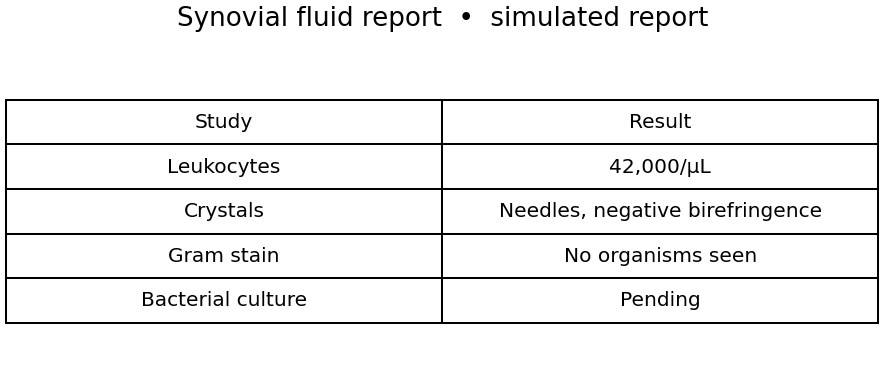 Synovial fluid report • simulated report
Study Result
Leukocytes 42,000/µL
Crystals Needles, negative birefringence
Gram stain No organisms seen
Bacterial culture Pending